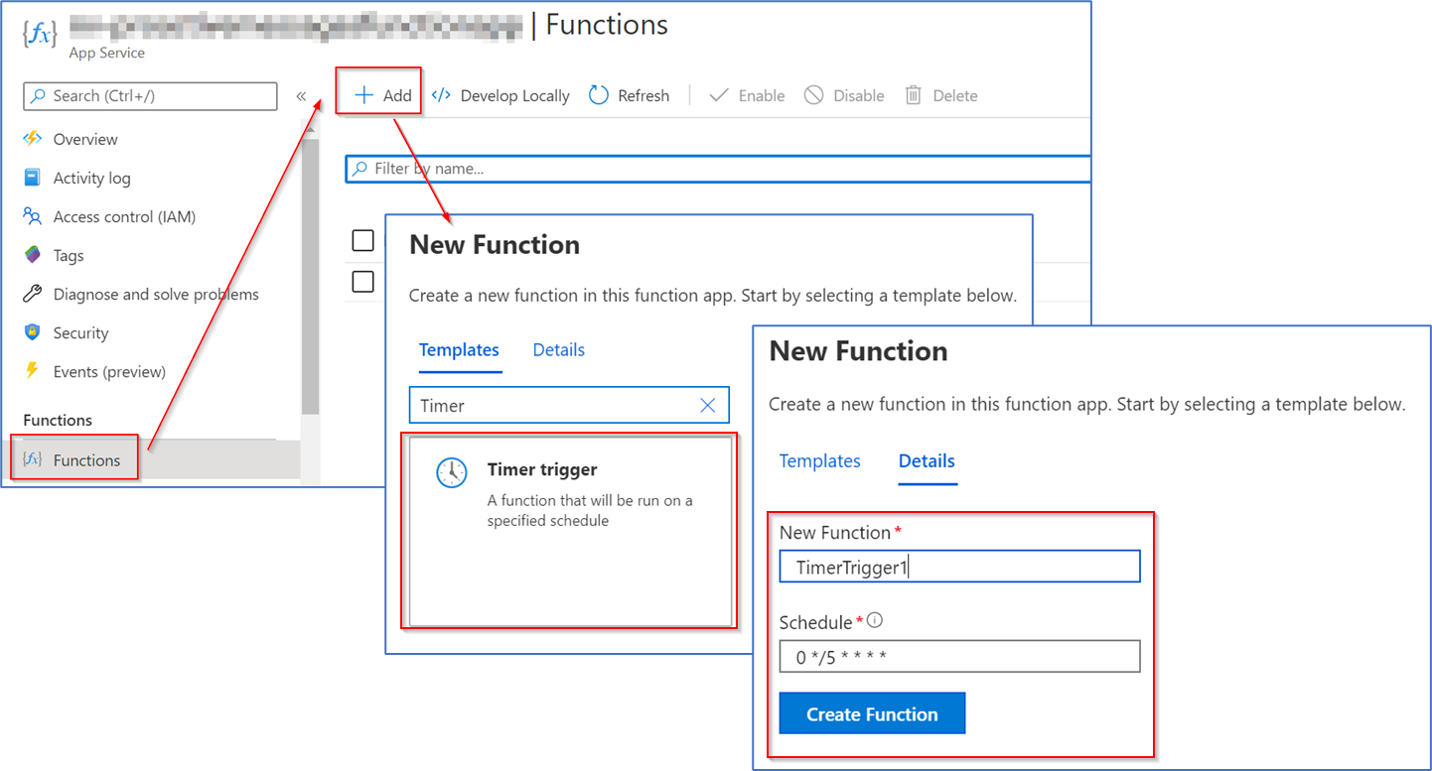 {fx} | Functions
App Service
Search (Ctrl+/)
«
Add
</> Develop Locally
Refresh
Enable
Disable
Delete
Overview
Activity log
Access control (IAM)
Tags
Diagnose and solve problems
Security
Events (preview)
Functions
{fx} Functions
Filter by name...
New Function
Create a new function in this function app. Start by selecting a template below.
Templates Details
Timer
Timer trigger
A function that will be run on a
specified schedule
New Function
Create a new function in this function app. Start by selecting a template below.
Templates Details
New Function *
TimerTrigger1
Schedule *
0 */5 * * * *
Create Function